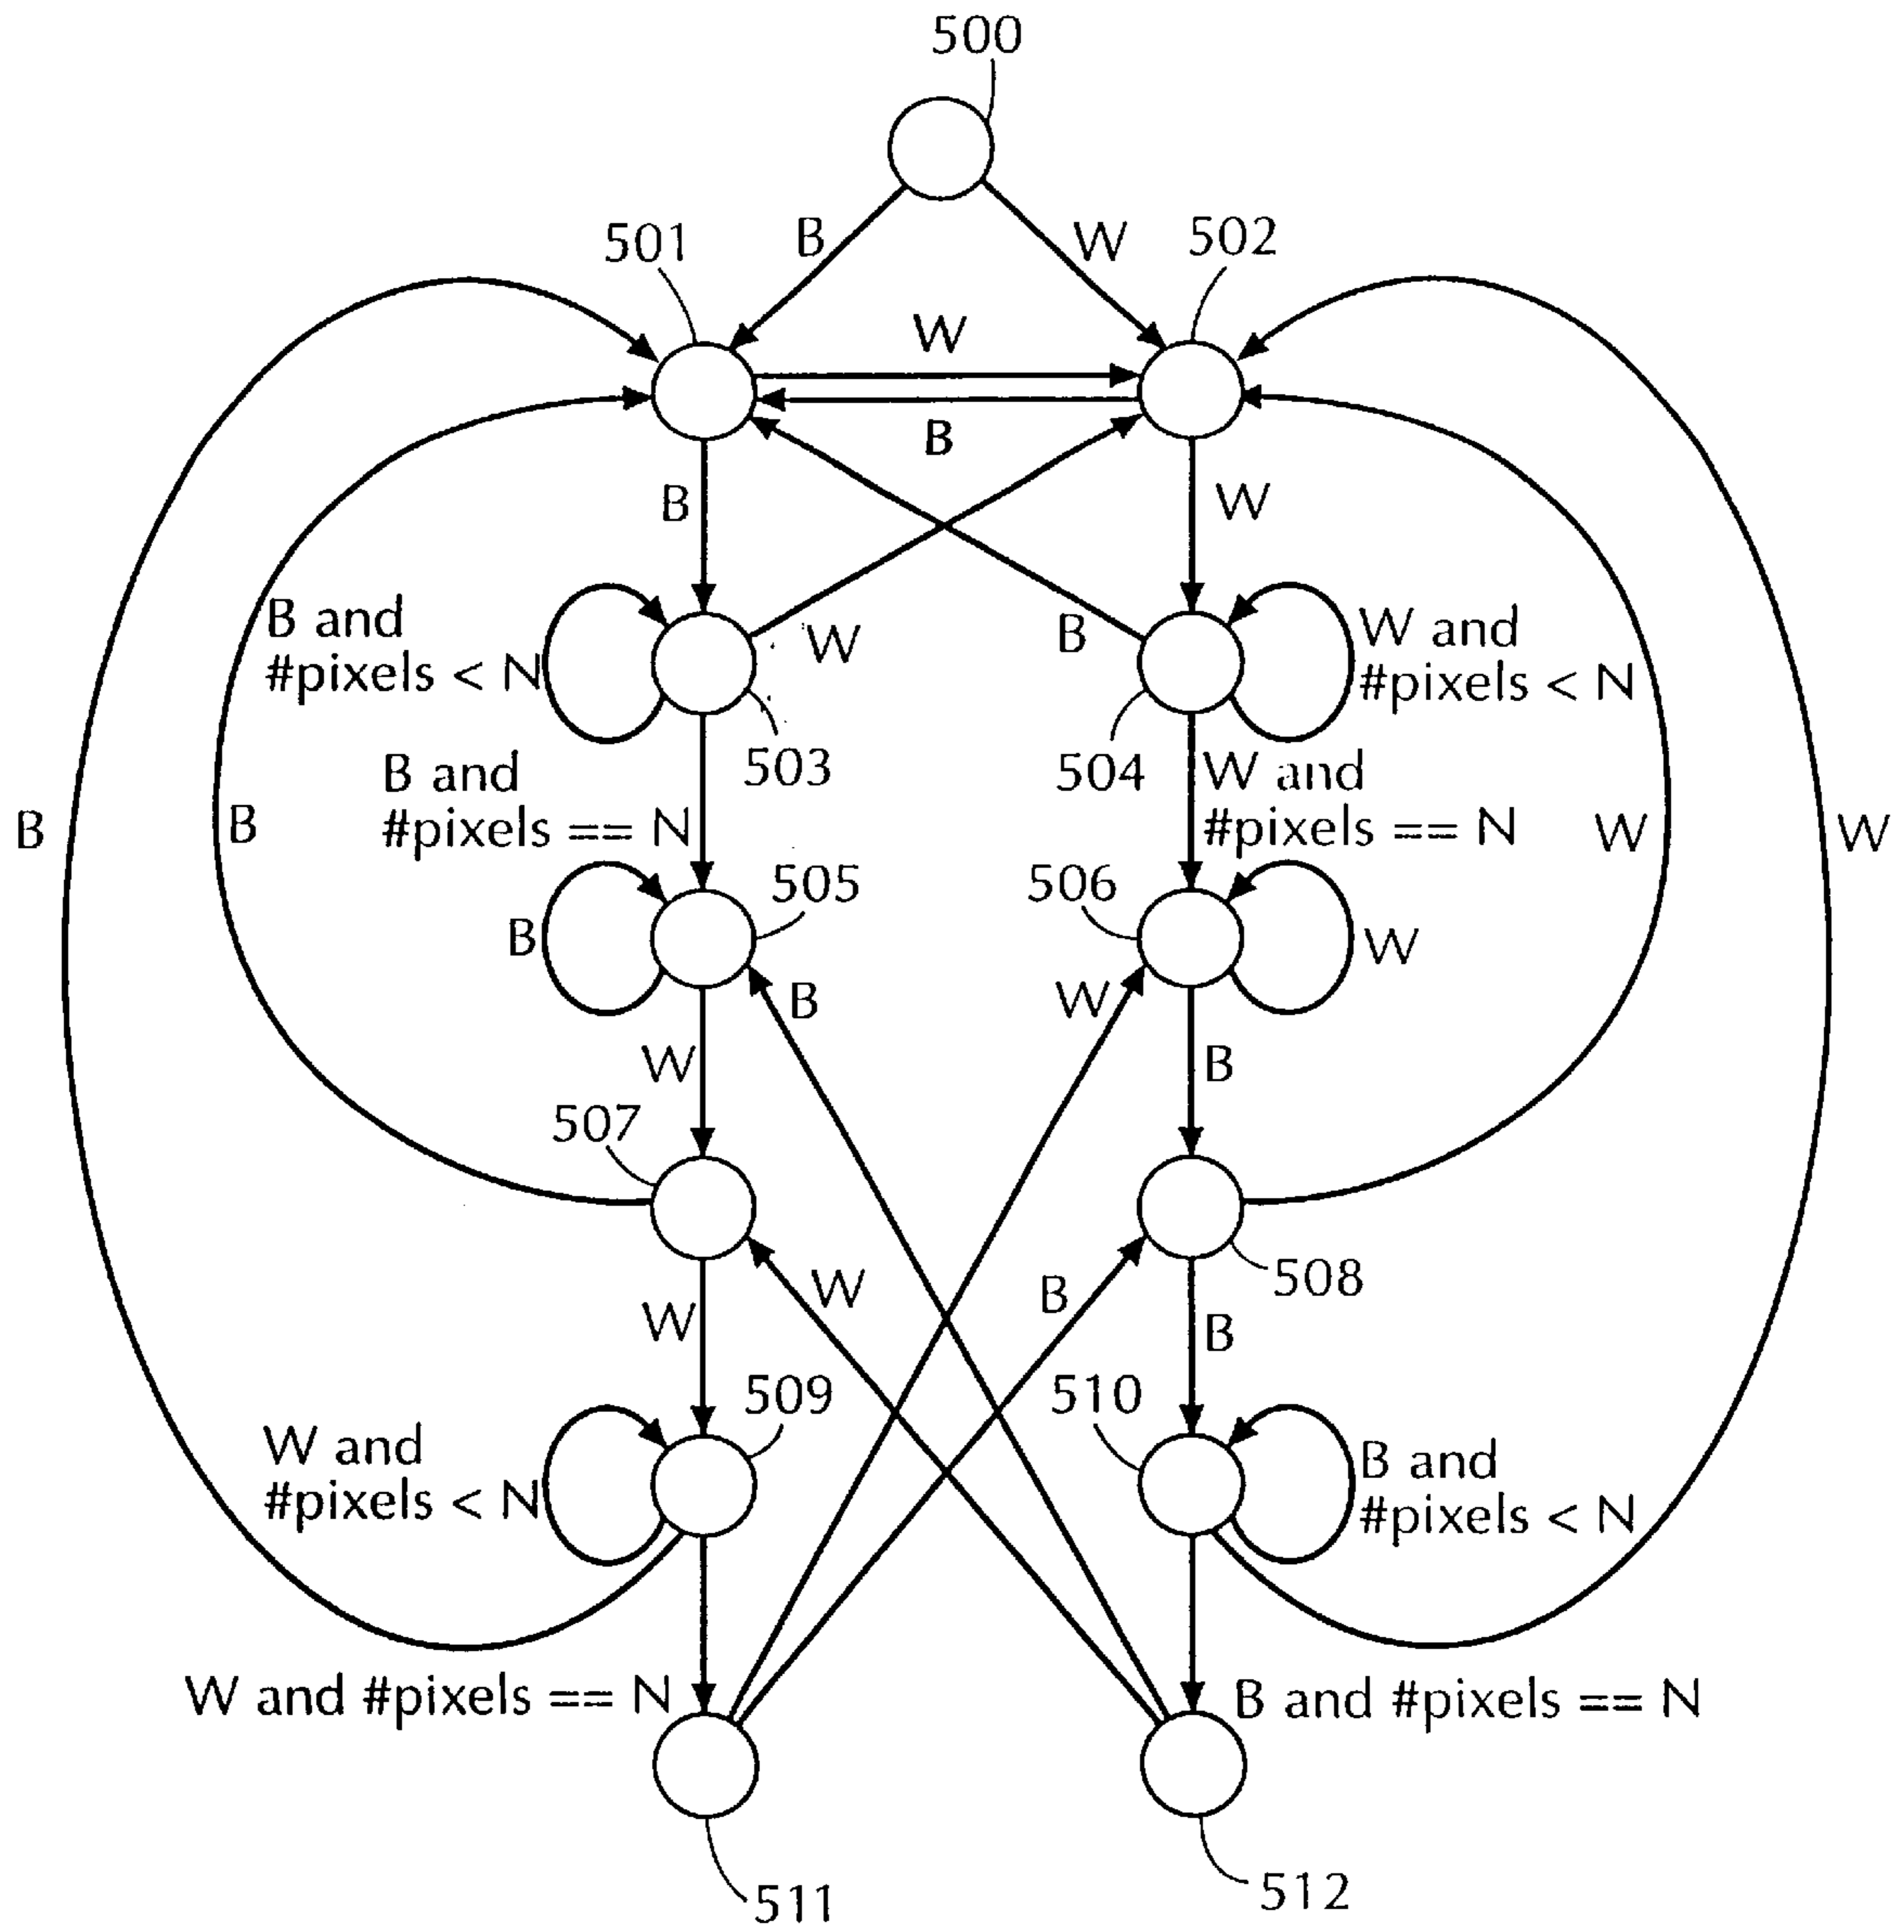 500
501
B
W
502
W
B
B
W
B and
#pixels < N
W
B
W and
#pixels < N
503
504
B and
#pixels == N
W and
#pixels == N
B
B
W
W
505
506
B
B
W
W
W
B
507
W
B
508
W
B
509
510
W and
#pixels < N
B and
#pixels < N
W and #pixels == N
B and #pixels == N
511
512